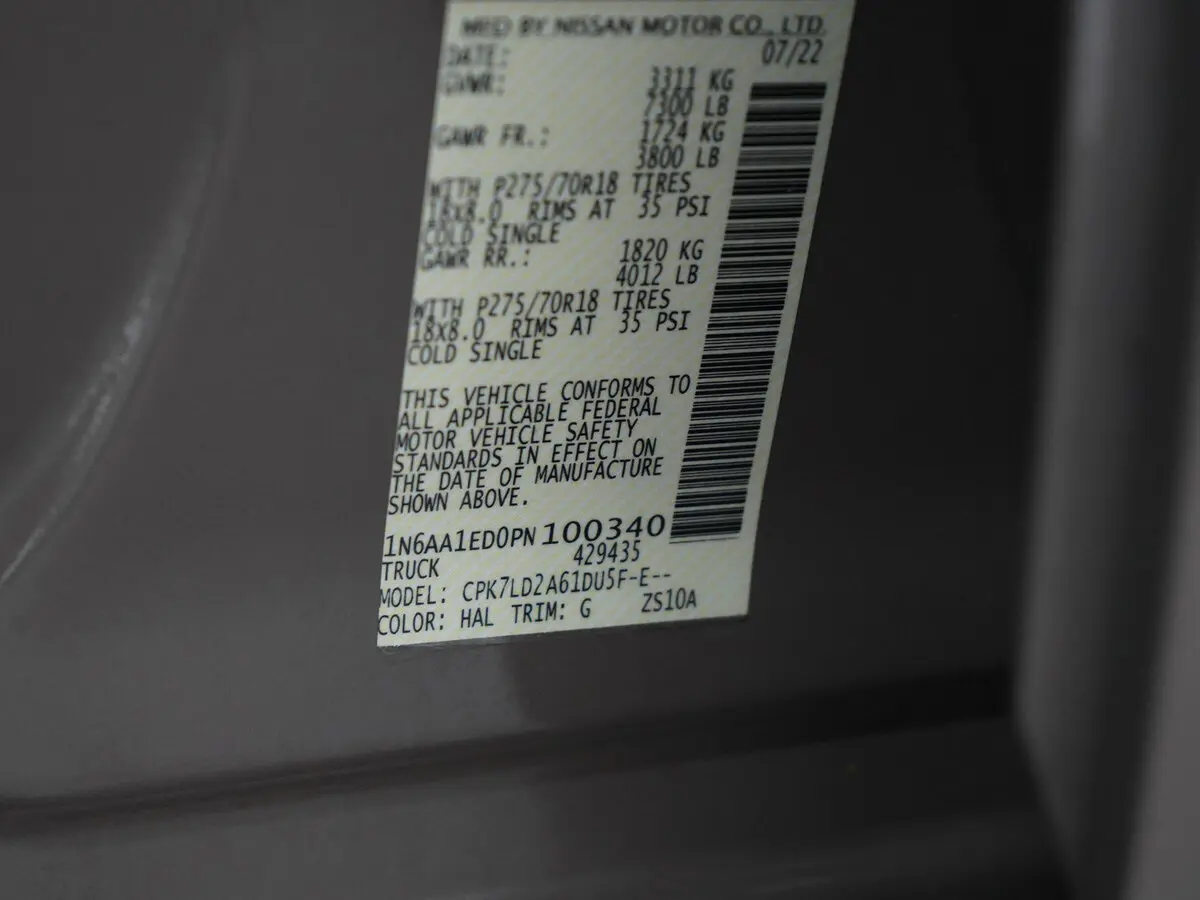 MFD BY NISSAN MOTOR CO., LTD.
DATE: 07/22
GVWR: 3311 KG
7300 LB
GAWR FR.: 1724 KG
3800 LB
WITH P275/70R18 TIRES
18X8.0 RIMS AT 35 PSI
COLD SINGLE
GAWR RR.: 1820 KG
4012 LB
WITH P275/70R18 TIRES
18X8.0 RIMS AT 35 PSI
COLD SINGLE
THIS VEHICLE CONFORMS TO
ALL APPLICABLE FEDERAL
MOTOR VEHICLE SAFETY
STANDARDS IN EFFECT ON
THE DATE OF MANUFACTURE
SHOWN ABOVE.
1N6AA1ED0PN100340
TRUCK 429435
MODEL: CPK7LD2A61DU5F-E--
COLOR: HAL TRIM: G ZS10A